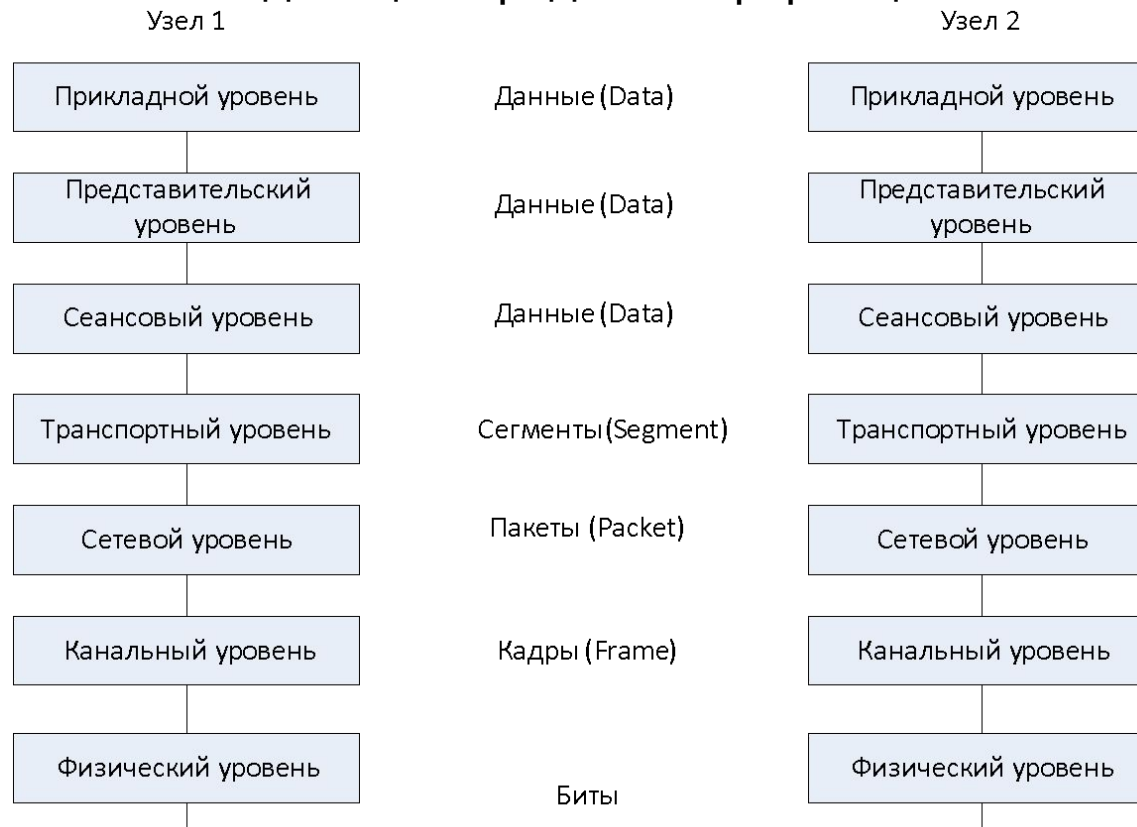 Узел 1
Узел 2
Прикладной уровень
Данные (Data)
Прикладной уровень
Представительский
уровень
Данные (Data)
Представительский
уровень
Сеансовый уровень
Данные (Data)
Сеансовый уровень
Транспортный уровень
Сегменты (Segment)
Транспортный уровень
Сетевой уровень
Пакеты (Packet)
Сетевой уровень
Канальный уровень
Кадры (Frame)
Канальный уровень
Физический уровень
Биты
Физический уровень